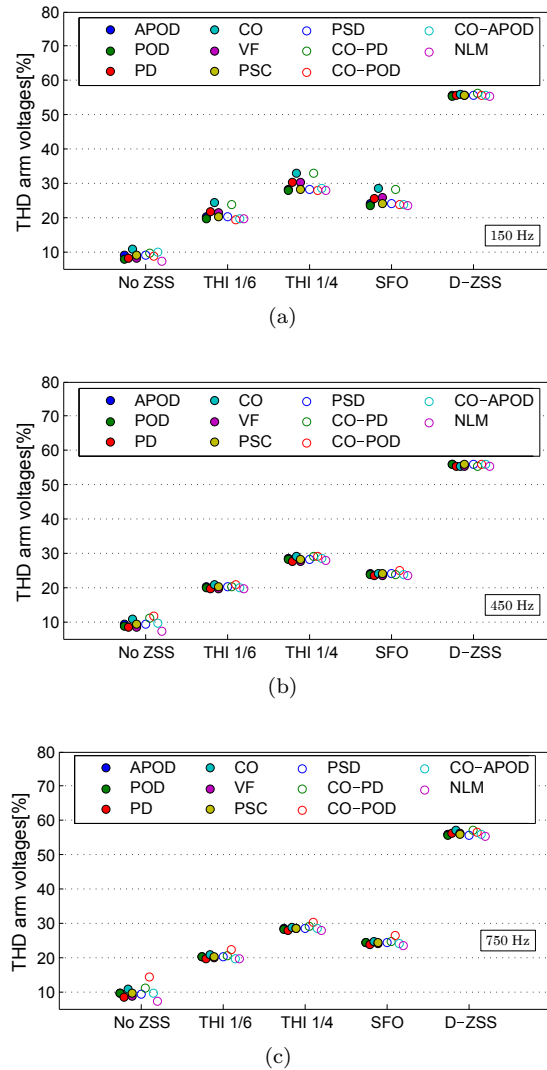 80
70
60
50
40
30
20
10
THD arm voltages[%]
APOD CO PSD CO−APOD
POD VF CO−PD NLM
PD PSC CO−POD
150 Hz
No ZSS THI 1/6 THI 1/4 SFO D−ZSS
(a)
80
70
60
50
40
30
20
10
THD arm voltages[%]
APOD CO PSD CO−APOD
POD VF CO−PD NLM
PD PSC CO−POD
450 Hz
No ZSS THI 1/6 THI 1/4 SFO D−ZSS
(b)
80
70
60
50
40
30
20
10
THD arm voltages[%]
APOD CO PSD CO−APOD
POD VF CO−PD NLM
PD PSC CO−POD
750 Hz
No ZSS THI 1/6 THI 1/4 SFO D−ZSS
(c)